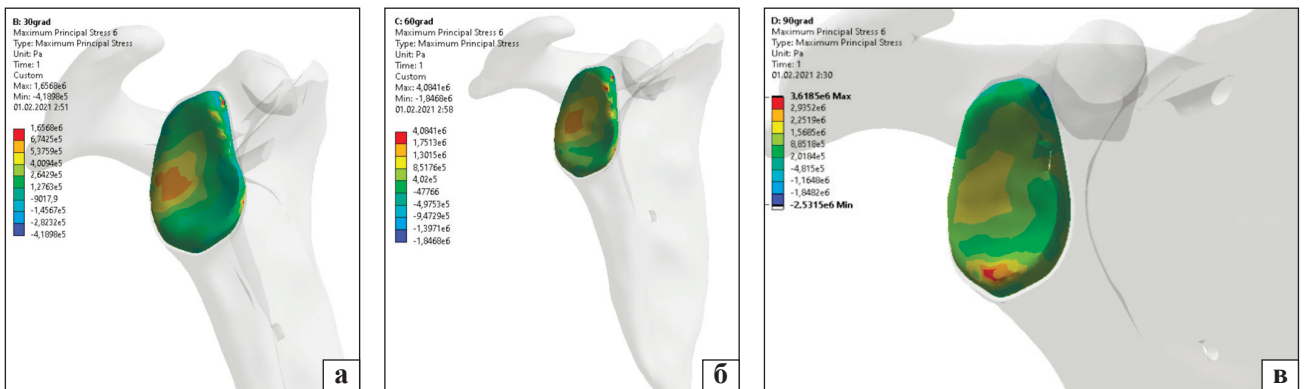 B: 30grad
Maximum Principal Stress 6
Type: Maximum Principal Stress
Unit: Pa
Time: 1
Custom
Max: 1,6568e6
Min: -4,1898e5
01.02.2021 2:51
1,6568e6
6,7425e5
5,3759e5
4,0094e5
2,6429e5
1,2763e5
-9017,9
-1,4567e5
-2,8232e5
-4,1898e5
а
C: 60grad
Maximum Principal Stress 6
Type: Maximum Principal Stress
Unit: Pa
Time: 1
Custom
Max: 4,0841e6
Min: -1,8468e6
01.02.2021 2:58
4,0841e6
1,7513e6
1,3015e6
8,5176e5
4,02e5
-47766
-4,9753e5
-9,4729e5
-1,3971e6
-1,8468e6
б
D: 90grad
Maximum Principal Stress 6
Type: Maximum Principal Stress
Unit: Pa
Time: 1
Custom
01.02.2021 2:30
3,6185e6 Max
2,9352e6
2,2519e6
1,5685e6
8,8518e5
2,0184e5
-4,815e5
-1,1648e6
-1,8482e6
-2,5315e6 Min
в